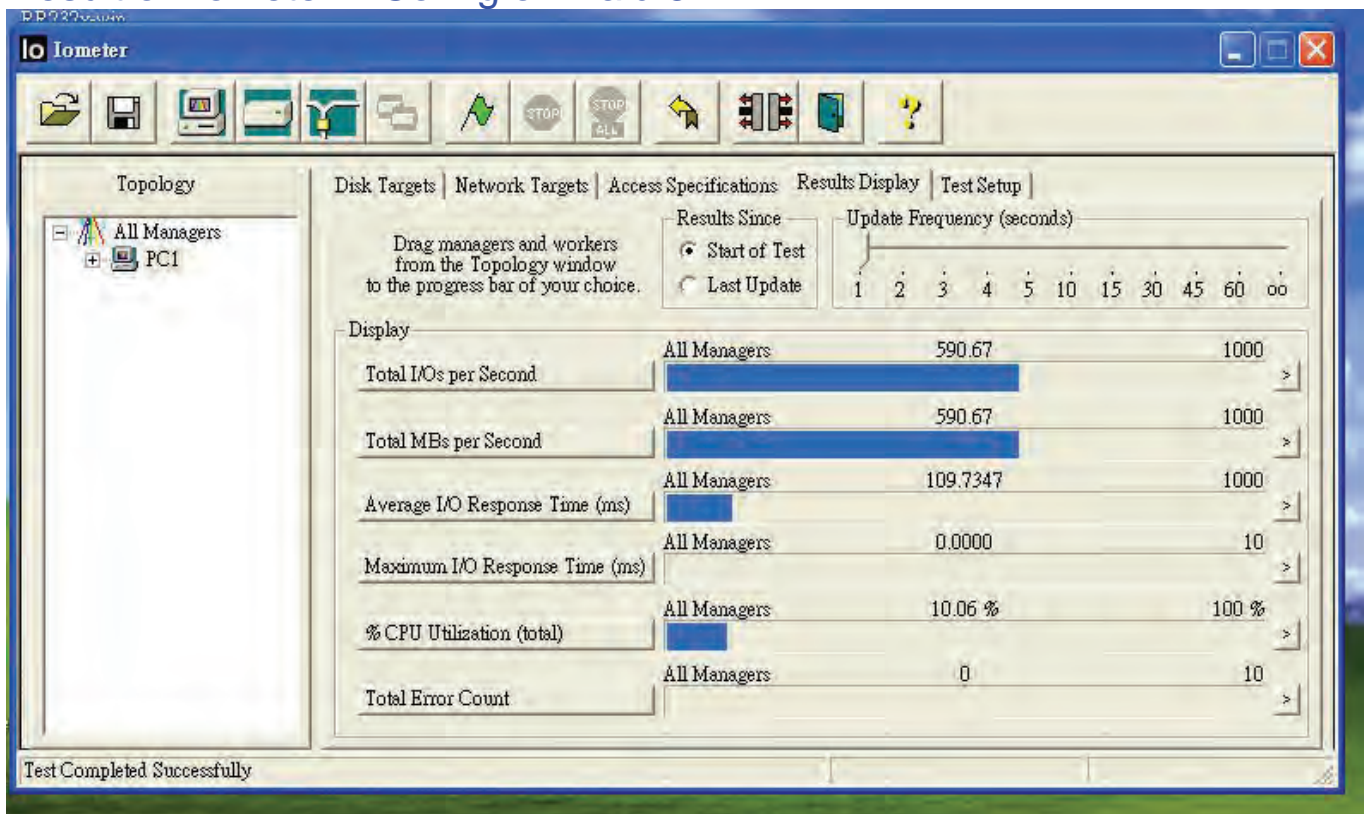 Iometer
STOP
STOP
ALL
Topology
All Managers
PC1
Disk Targets
Network Targets
Access Specifications
Results Display
Test Setup
Drag managers and workers
from the Topology window
to the progress bar of your choice.
Results Since
Start of Test
Last Update
Update Frequency (seconds)
1 2 3 4 5 10 15 30 45 60 oo
Display
All Managers 590.67 1000
Total I/Os per Second >
All Managers 590.67 1000
Total MBs per Second >
All Managers 109.7347 1000
Average I/O Response Time (ms) >
All Managers 0.0000 10
Maximum I/O Response Time (ms) >
All Managers 10.06 % 100 %
% CPU Utilization (total) >
All Managers 0 10
Total Error Count >
Test Completed Successfully